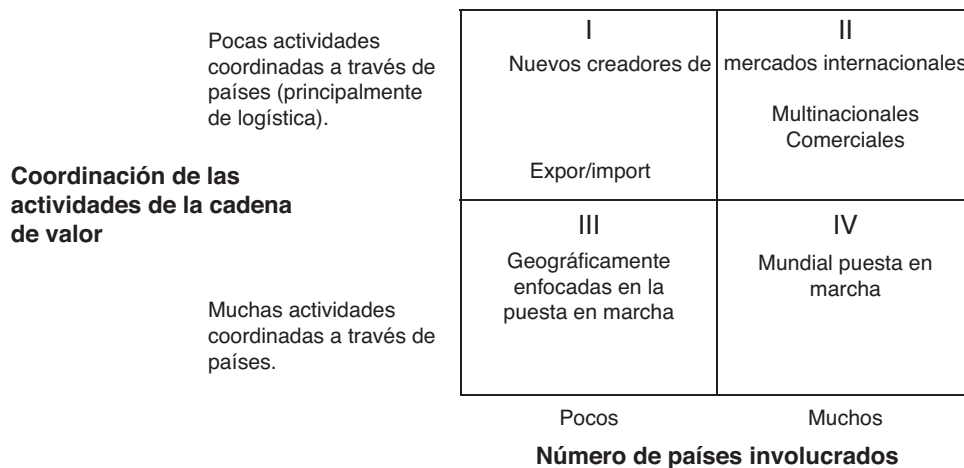 Pocas actividades
coordinadas a través de
países (principalmente
de logística).
Coordinación de las
actividades de la cadena
de valor
Muchas actividades
coordinadas a través de
países.
I
II
Nuevos creadores de mercados internacionales
Multinacionales
Comerciales
Expor/import
III
Geográficamente
enfocadas en la
puesta en marcha
IV
Mundial puesta en
marcha
Pocos
Muchos
Número de países involucrados